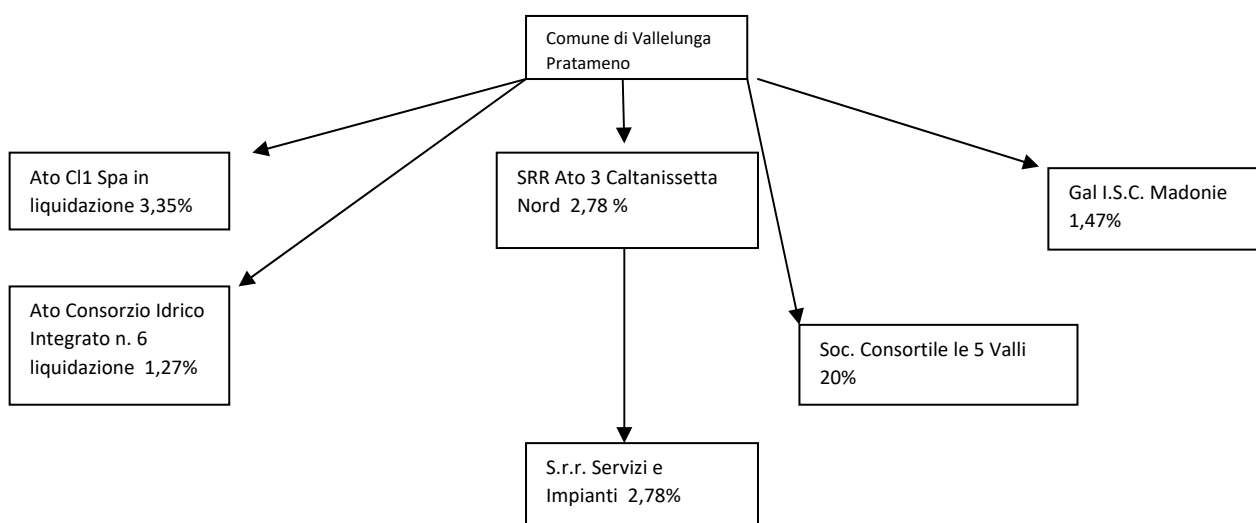 Comune di Vallelunga
Pratameno
Ato Cl1 Spa in
liquidazione 3,35%
SRR Ato 3 Caltanissetta
Nord 2,78 %
Gal I.S.C. Madonie
1,47%
Ato Consorzio Idrico
Integrato n. 6
liquidazione 1,27%
Soc. Consortile le 5 Valli
20%
S.r.r. Servizi e
Impianti 2,78%